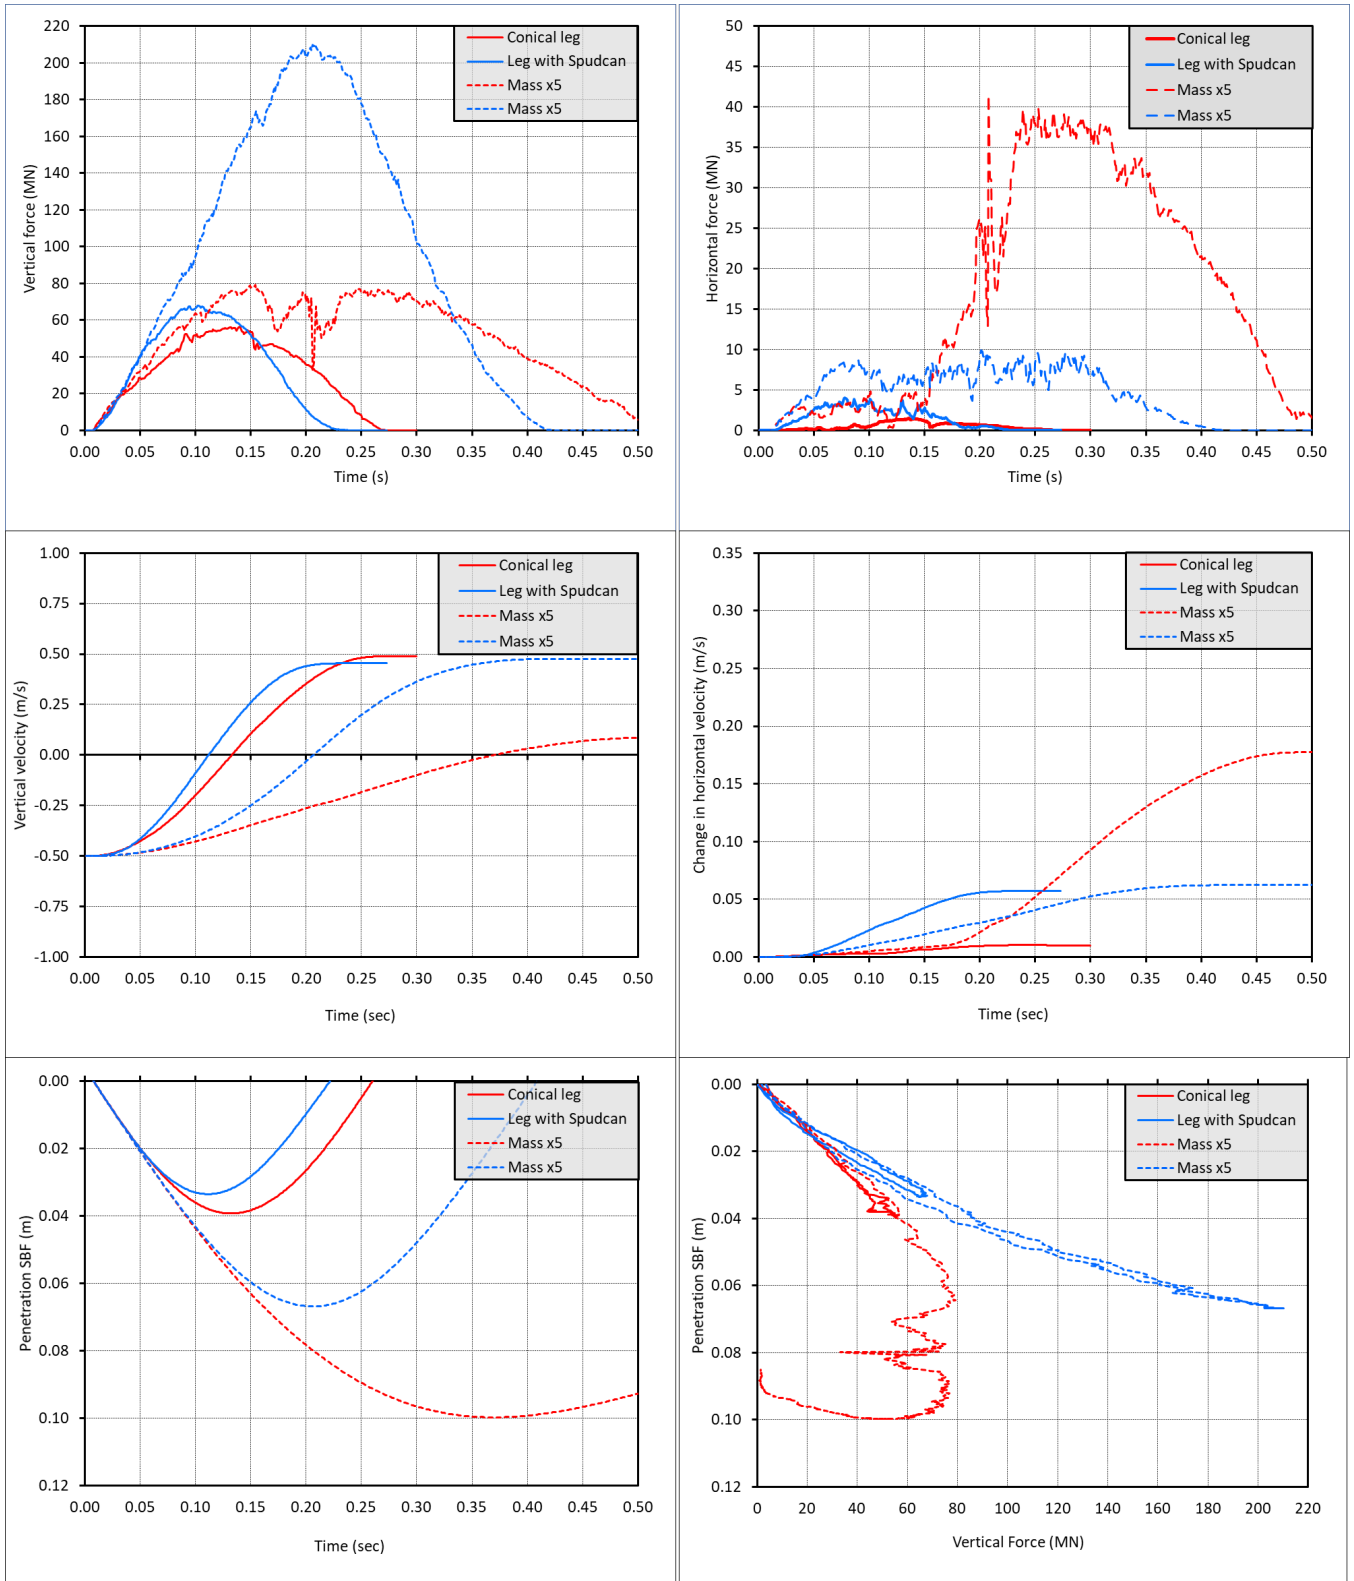 220
200
180
160
140
120
100
80
60
40
20
0
Vertical force (MN)
0.00 0.05 0.10 0.15 0.20 0.25 0.30 0.35 0.40 0.45 0.50
Time (s)
Conical leg
Leg with Spudcan
Mass x5
Mass x5
50
45
40
35
30
25
20
15
10
5
0
Horizontal force (MN)
0.00 0.05 0.10 0.15 0.20 0.25 0.30 0.35 0.40 0.45 0.50
Time (s)
Conical leg
Leg with Spudcan
Mass x5
Mass x5
1.00
0.75
0.50
0.25
0.00
-0.25
-0.50
-0.75
-1.00
Vertical velocity (m/s)
0.00 0.05 0.10 0.15 0.20 0.25 0.30 0.35 0.40 0.45 0.50
Time (sec)
Conical leg
Leg with Spudcan
Mass x5
Mass x5
0.35
0.30
0.25
0.20
0.15
0.10
0.05
0.00
Change in horizontal velocity (m/s)
0.00 0.05 0.10 0.15 0.20 0.25 0.30 0.35 0.40 0.45 0.50
Time (sec)
Conical leg
Leg with Spudcan
Mass x5
Mass x5
0.00
0.02
0.04
0.06
0.08
0.10
0.12
Penetration SBF (m)
0.00 0.05 0.10 0.15 0.20 0.25 0.30 0.35 0.40 0.45 0.50
Time (sec)
Conical leg
Leg with Spudcan
Mass x5
Mass x5
0.00
0.02
0.04
0.06
0.08
0.10
0.12
Penetration SBF (m)
0 20 40 60 80 100 120 140 160 180 200 220
Vertical Force (MN)
Conical leg
Leg with Spudcan
Mass x5
Mass x5